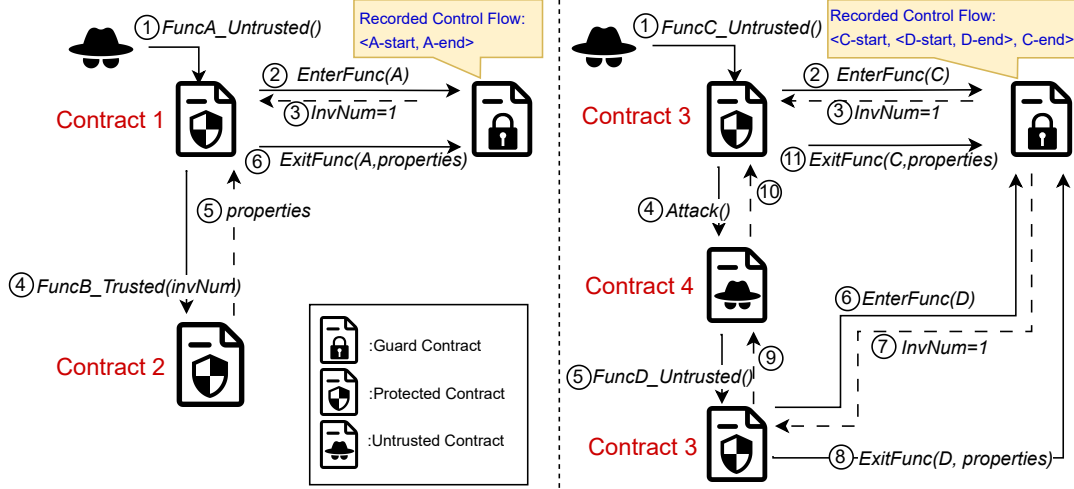 ① FuncA_Untrusted()
Recorded Control Flow:
<A-start, A-end>
② EnterFunc(A)
Contract 1
③ InvNum=1
⑥ ExitFunc(A,properties)
⑤ properties
④ FuncB_Trusted(invNum)
Contract 2
:Guard Contract
:Protected Contract
:Untrusted Contract
① FuncC_Untrusted()
Recorded Control Flow:
<C-start, <D-start, D-end>, C-end>
② EnterFunc(C)
Contract 3
③ InvNum=1
⑪ ExitFunc(C,properties)
⑩
④ Attack()
Contract 4
⑥ EnterFunc(D)
⑦ InvNum=1
⑨
⑤ FuncD_Untrusted()
Contract 3
⑧ ExitFunc(D, properties)